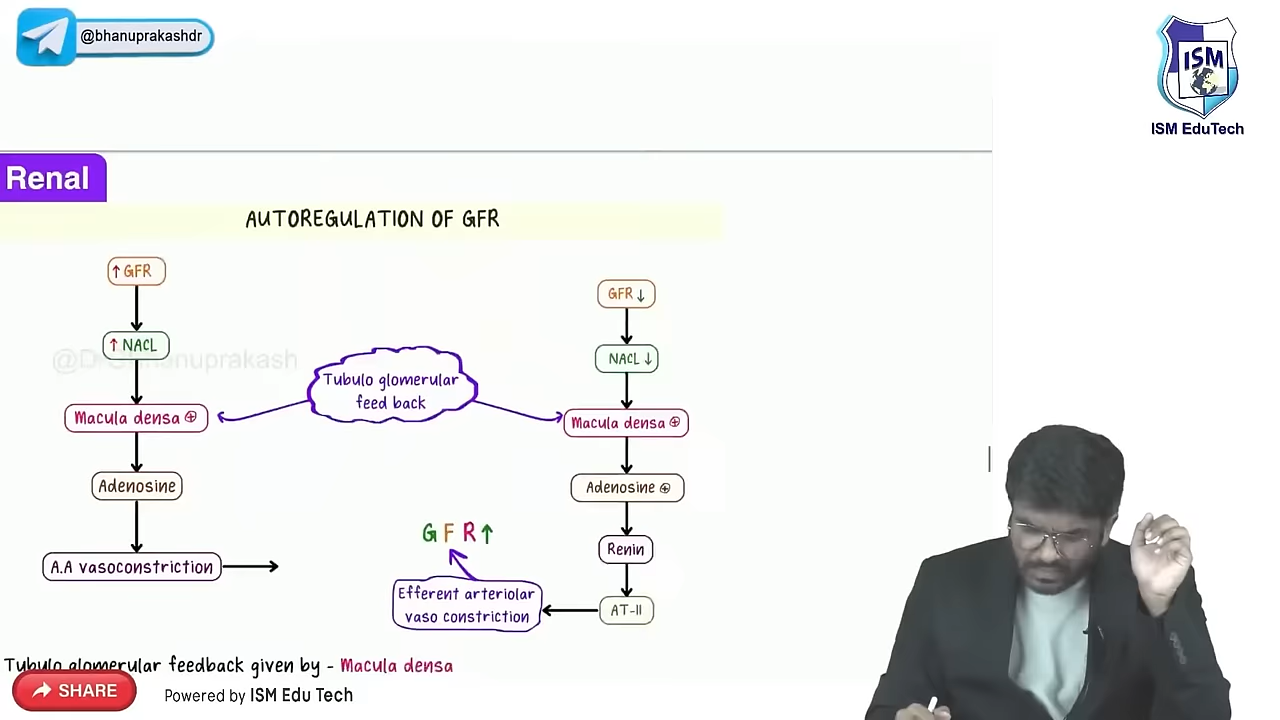 @bhanuprakashdr
ISM
ISM EduTech
Renal
AUTOREGULATION OF GFR
↑ GFR
↑ NACL
Macula densa ⊕
Adenosine
A.A vasoconstriction
Tubulo glomerular
feed back
GFR ↓
NACL ↓
Macula densa ⊕
Adenosine ⊕
Renin
AT-II
Efferent arteriolar
vaso constriction
GFR↑
Tubulo glomerular feedback given by - Macula densa
SHARE
Powered by ISM Edu Tech